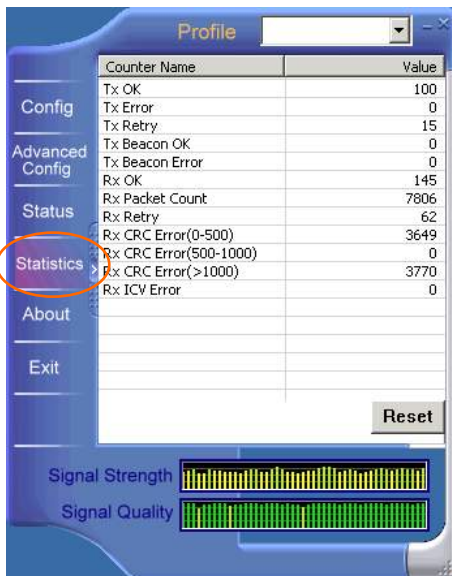 Profile
Counter Name Value
Tx OK 100
Tx Error 0
Tx Retry 15
Tx Beacon OK 0
Tx Beacon Error 0
Rx OK 145
Rx Packet Count 7806
Rx Retry 62
Rx CRC Error(0-500) 3649
Rx CRC Error(500-1000) 0
Rx CRC Error(>1000) 3770
Rx ICV Error 0
Config
Advanced
Config
Status
Statistics
About
Exit
Reset
Signal Strength
Signal Quality